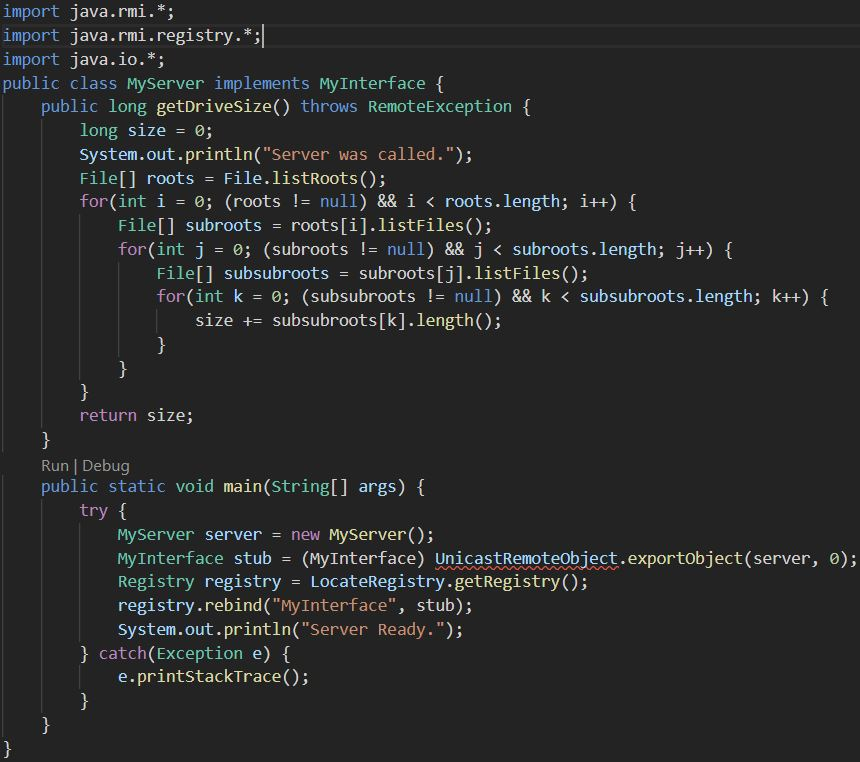 import java.rmi.*;
import java.rmi.registry.*;
import java.io.*;
public class MyServer implements MyInterface {
    public long getDriveSize() throws RemoteException {
        long size = 0;
        System.out.println("Server was called.");
        File[] roots = File.listRoots();
        for(int i = 0; (roots != null) && i < roots.length; i++) {
            File[] subroots = roots[i].listFiles();
            for(int j = 0; (subroots != null) && j < subroots.length; j++) {
                File[] subsubroots = subroots[j].listFiles();
                for(int k = 0; (subsubroots != null) && k < subsubroots.length; k++) {
                    size += subsubroots[k].length();
                }
            }
        }
        return size;
    }
    Run | Debug
    public static void main(String[] args) {
        try {
            MyServer server = new MyServer();
            MyInterface stub = (MyInterface) UnicastRemoteObject.exportObject(server, 0);
            Registry registry = LocateRegistry.getRegistry();
            registry.rebind("MyInterface", stub);
            System.out.println("Server Ready.");
        } catch(Exception e) {
            e.printStackTrace();
        }
    }
}